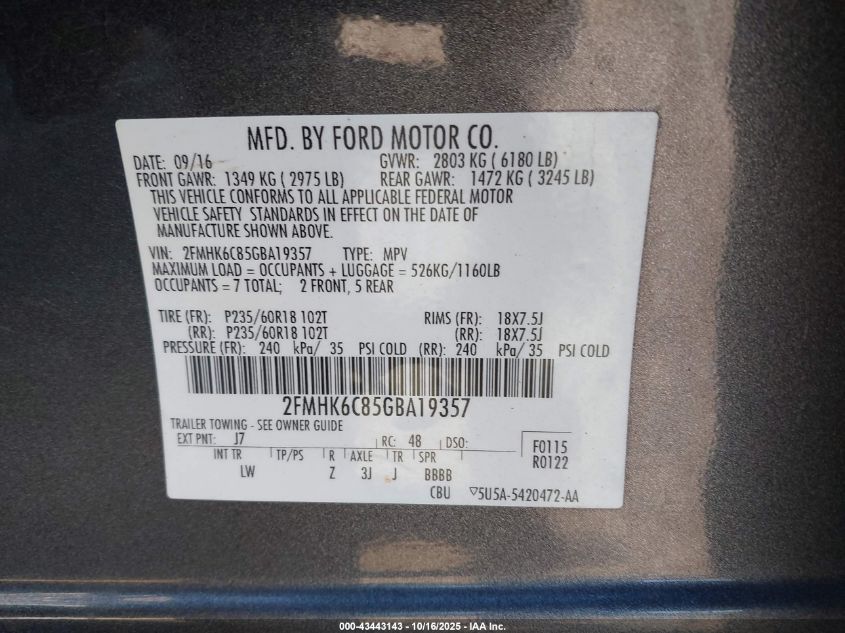 MFD. BY FORD MOTOR CO.
DATE: 09/16 GVWR: 2803 KG ( 6180 LB)
FRONT GAWR: 1349 KG ( 2975 LB) REAR GAWR: 1472 KG ( 3245 LB)
THIS VEHICLE CONFORMS TO ALL APPLICABLE FEDERAL MOTOR
VEHICLE SAFETY STANDARDS IN EFFECT ON THE DATE OF
MANUFACTURE SHOWN ABOVE.
VIN: 2FMHK6C85GBA19357 TYPE: MPV
MAXIMUM LOAD = OCCUPANTS + LUGGAGE = 526KG/1160LB
OCCUPANTS = 7 TOTAL; 2 FRONT, 5 REAR
TIRE (FR): P235/60R18 102T RIMS (FR): 18X7.5J
(RR): P235/60R18 102T (RR): 18X7.5J
PRESSURE (FR): 240 kPa/ 35 PSI COLD (RR): 240 kPa/ 35 PSI COLD
2FMHK6C85GBA19357
TRAILER TOWING - SEE OWNER GUIDE
EXT PNT: J7 RC: 48 DSO: F0115
INT TR TP/PS R AXLE TR SPR R0122
LW Z 3J J BBBB
CBU ▽5U5A-5420472-AA
000-43443143 - 10/16/2025 - IAA Inc.